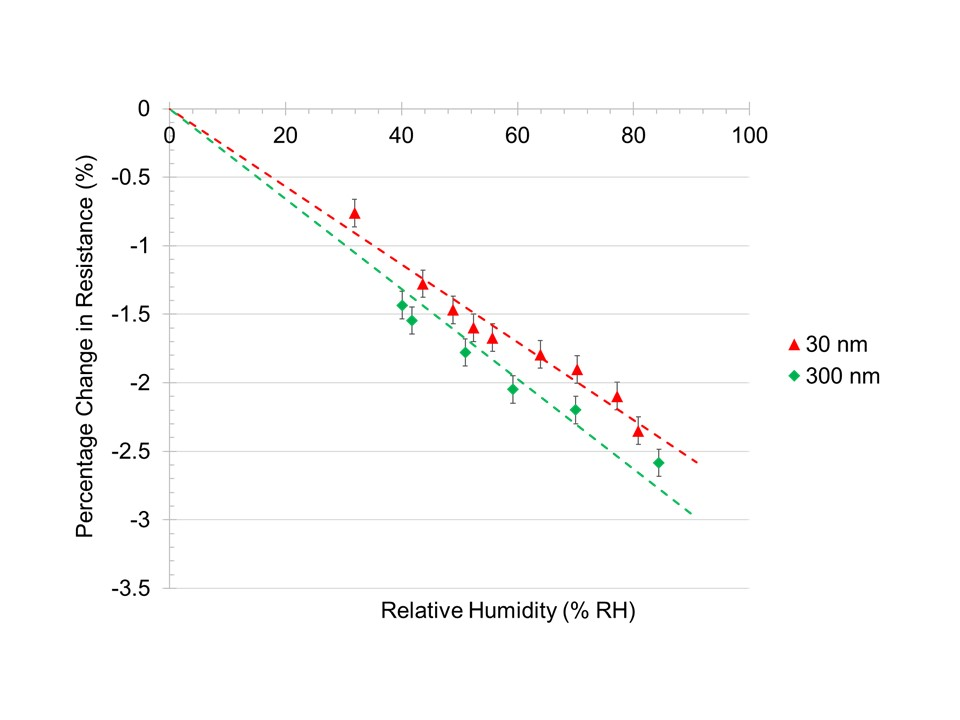 0
0 20 40 60 80 100
-0.5
-1
-1.5
-2
-2.5
-3
-3.5
Percentage Change in Resistance (%)
Relative Humidity (% RH)
30 nm
300 nm